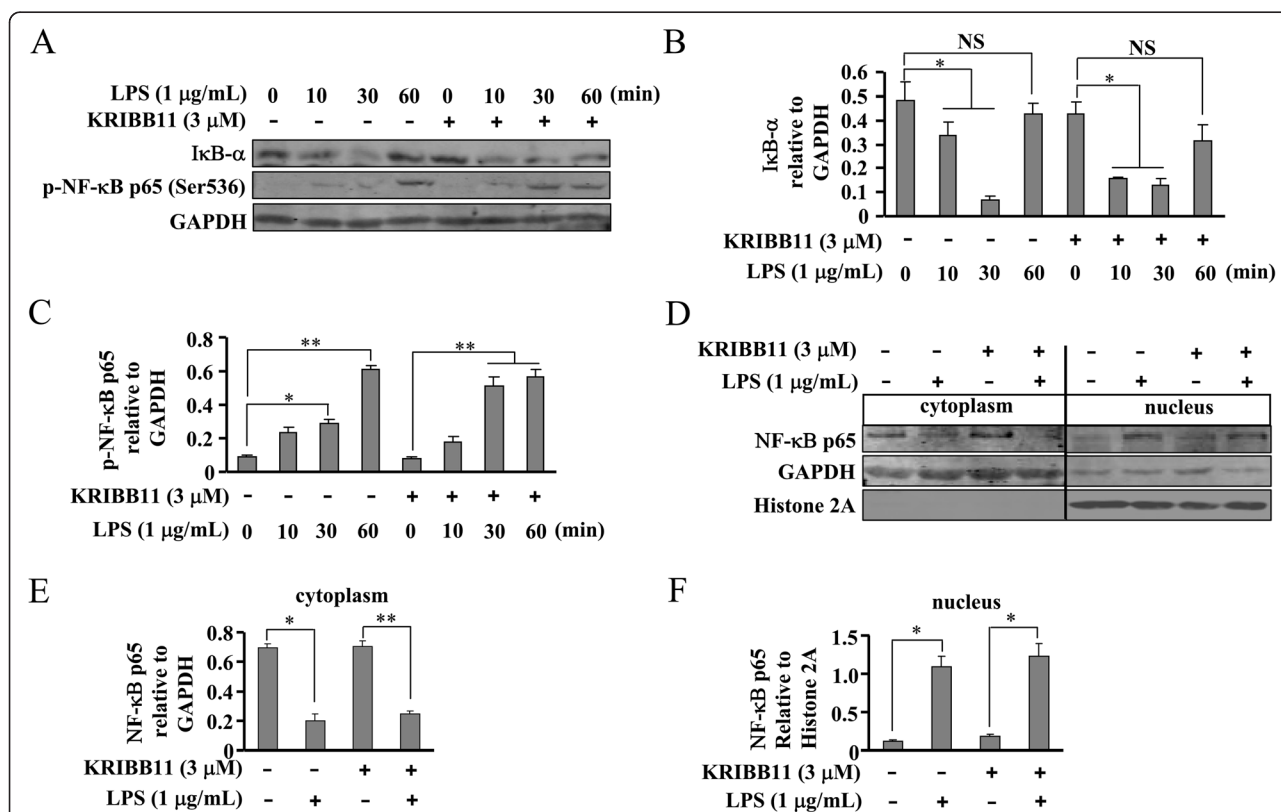 A
LPS (1 µg/mL) 0 10 30 60 0 10 30 60 (min)
KRIBB11 (3 µM) – – – – + + + +
IκB-α
p-NF-κB p65 (Ser536)
GAPDH
B
NS NS
* *
IκB-α
relative to
GAPDH
0.6
0.5
0.4
0.3
0.2
0.1
0
KRIBB11 (3 µM) – – – – + + + +
LPS (1 µg/mL) 0 10 30 60 0 10 30 60 (min)
C
p-NF-κB p65
relative to
GAPDH
0.8
0.6
0.4
0.2
0
** **
*
KRIBB11 (3 µM) – – – – + + + +
LPS (1 µg/mL) 0 10 30 60 0 10 30 60 (min)
D
KRIBB11 (3 µM) – – + + – – + +
LPS (1 µg/mL) – + – + – + – +
cytoplasm nucleus
NF-κB p65
GAPDH
Histone 2A
E
cytoplasm
NF-κB p65
relative to
GAPDH
0.8
0.6
0.4
0.2
0
* **
KRIBB11 (3 µM) – – + +
LPS (1 µg/mL) – + – +
F
nucleus
NF-κB p65
Relative to
Histone 2A
1.5
1.0
0.5
0
* *
KRIBB11 (3 µM) – – + +
LPS (1 µg/mL) – + – +